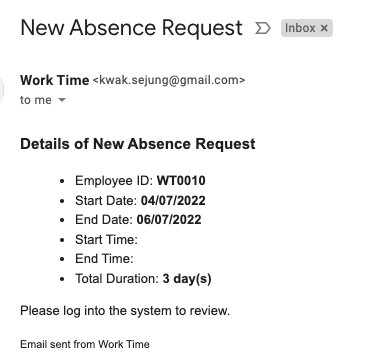 New Absence Request Inbox ×
Work Time <kwak.sejung@gmail.com>
to me
Details of New Absence Request
• Employee ID: WT0010
• Start Date: 04/07/2022
• End Date: 06/07/2022
• Start Time:
• End Time:
• Total Duration: 3 day(s)
Please log into the system to review.
Email sent from Work Time